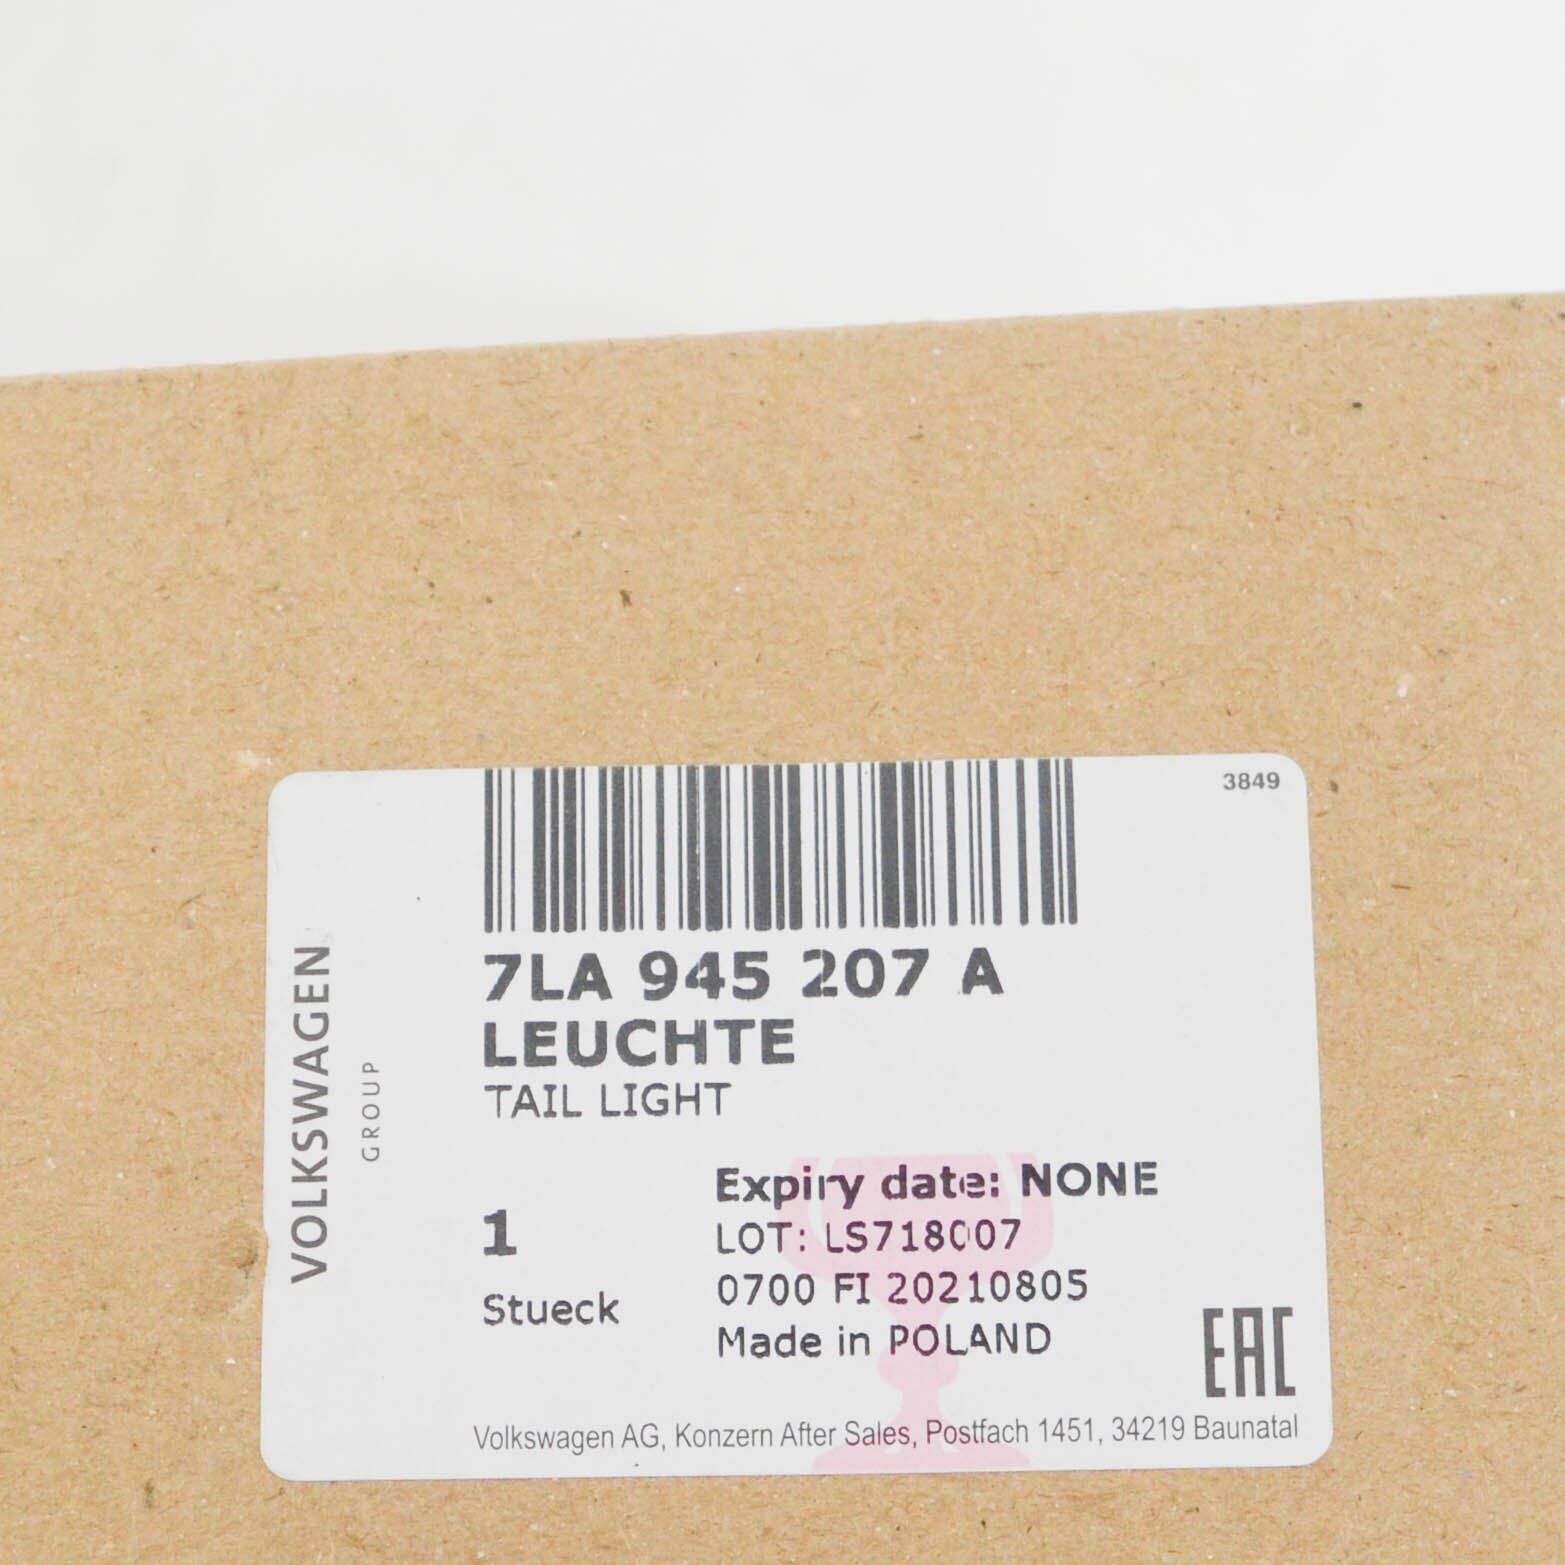 3849
VOLKSWAGEN
GROUP
7LA 945 207 A
LEUCHTE
TAIL LIGHT
1
Stueck
Expiry date: NONE
LOT: LS718007
0700 FI 20210805
Made in POLAND
EAC
Volkswagen AG, Konzern After Sales, Postfach 1451, 34219 Baunatal